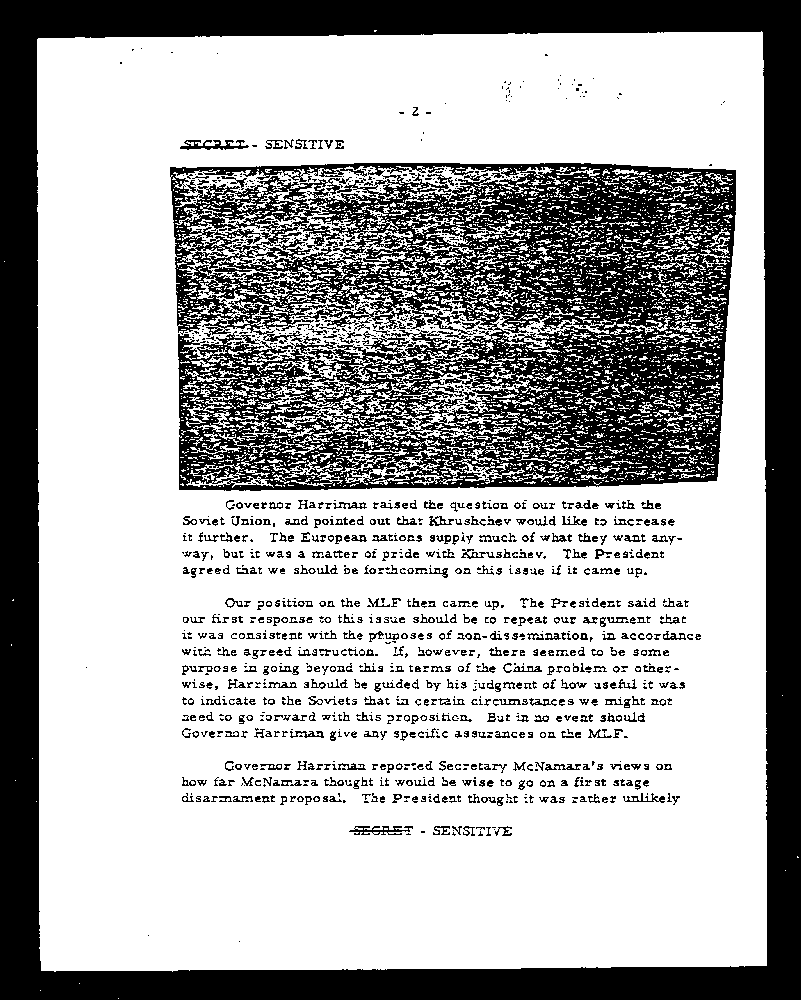 - 2 -
SECRET - SENSITIVE
Governor Harriman raised the question of our trade with the
Soviet Union, and pointed out that Khrushchev would like to increase
it further. The European nations supply much of what they want any-
way, but it was a matter of pride with Khrushchev. The President
agreed that we should be forthcoming on this issue if it came up.
Our position on the MLF then came up. The President said that
our first response to this issue should be to repeat our argument that
it was consistent with the purposes of non-dissemination, in accordance
with the agreed instruction. If, however, there seemed to be some
purpose in going beyond this in terms of the China problem or other-
wise, Harriman should be guided by his judgment of how useful it was
to indicate to the Soviets that in certain circumstances we might not
need to go forward with this proposition. But in no event should
Governor Harriman give any specific assurances on the MLF.
Governor Harriman reported Secretary McNamara's views on
how far McNamara thought it would be wise to go on a first stage
disarmament proposal. The President thought it was rather unlikely
SECRET - SENSITIVE